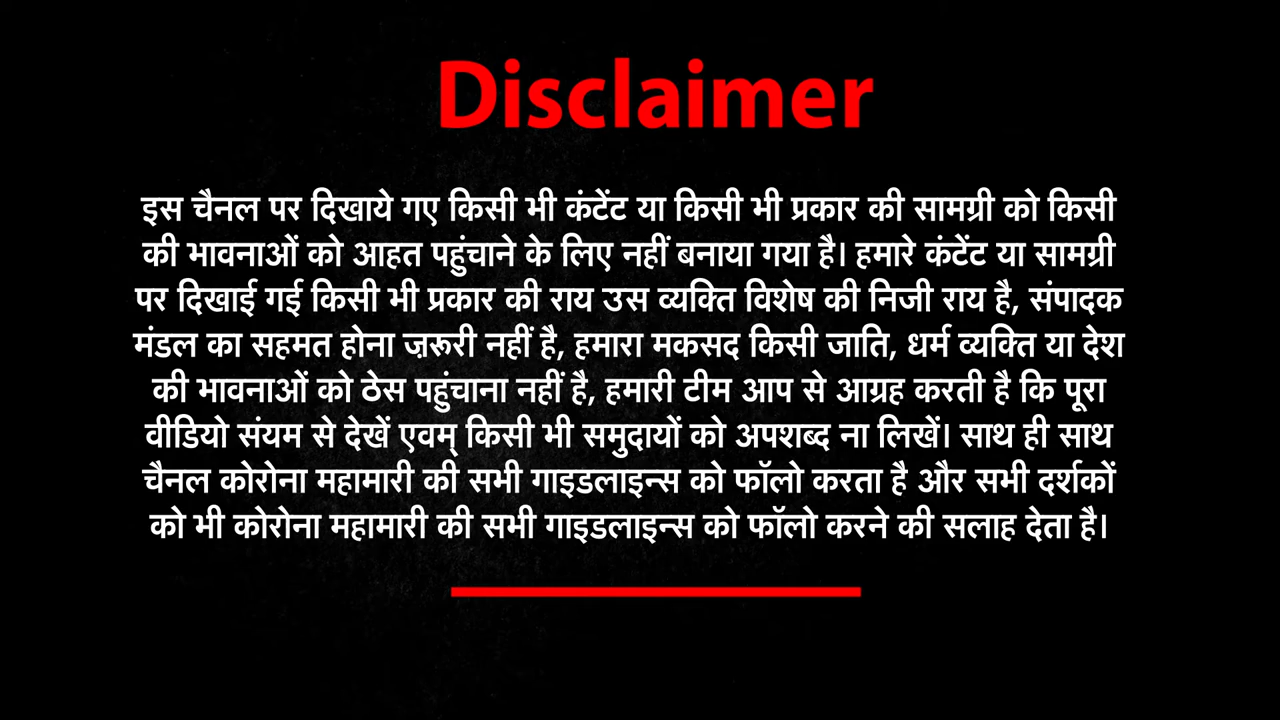 Disclaimer
इस चैनल पर दिखाये गए किसी भी कंटेंट या किसी भी प्रकार की सामग्री को किसी
की भावनाओं को आहत पहुंचाने के लिए नहीं बनाया गया है। हमारे कंटेंट या सामग्री
पर दिखाई गई किसी भी प्रकार की राय उस व्यक्ति विशेष की निजी राय है, संपादक
मंडल का सहमत होना ज़रूरी नहीं है, हमारा मकसद किसी जाति, धर्म व्यक्ति या देश
की भावनाओं को ठेस पहुंचाना नहीं है, हमारी टीम आप से आग्रह करती है कि पूरा
वीडियो संयम से देखें एवम् किसी भी समुदायों को अपशब्द ना लिखें। साथ ही साथ
चैनल कोरोना महामारी की सभी गाइडलाइन्स को फॉलो करता है और सभी दर्शकों
को भी कोरोना महामारी की सभी गाइडलाइन्स को फॉलो करने की सलाह देता है।